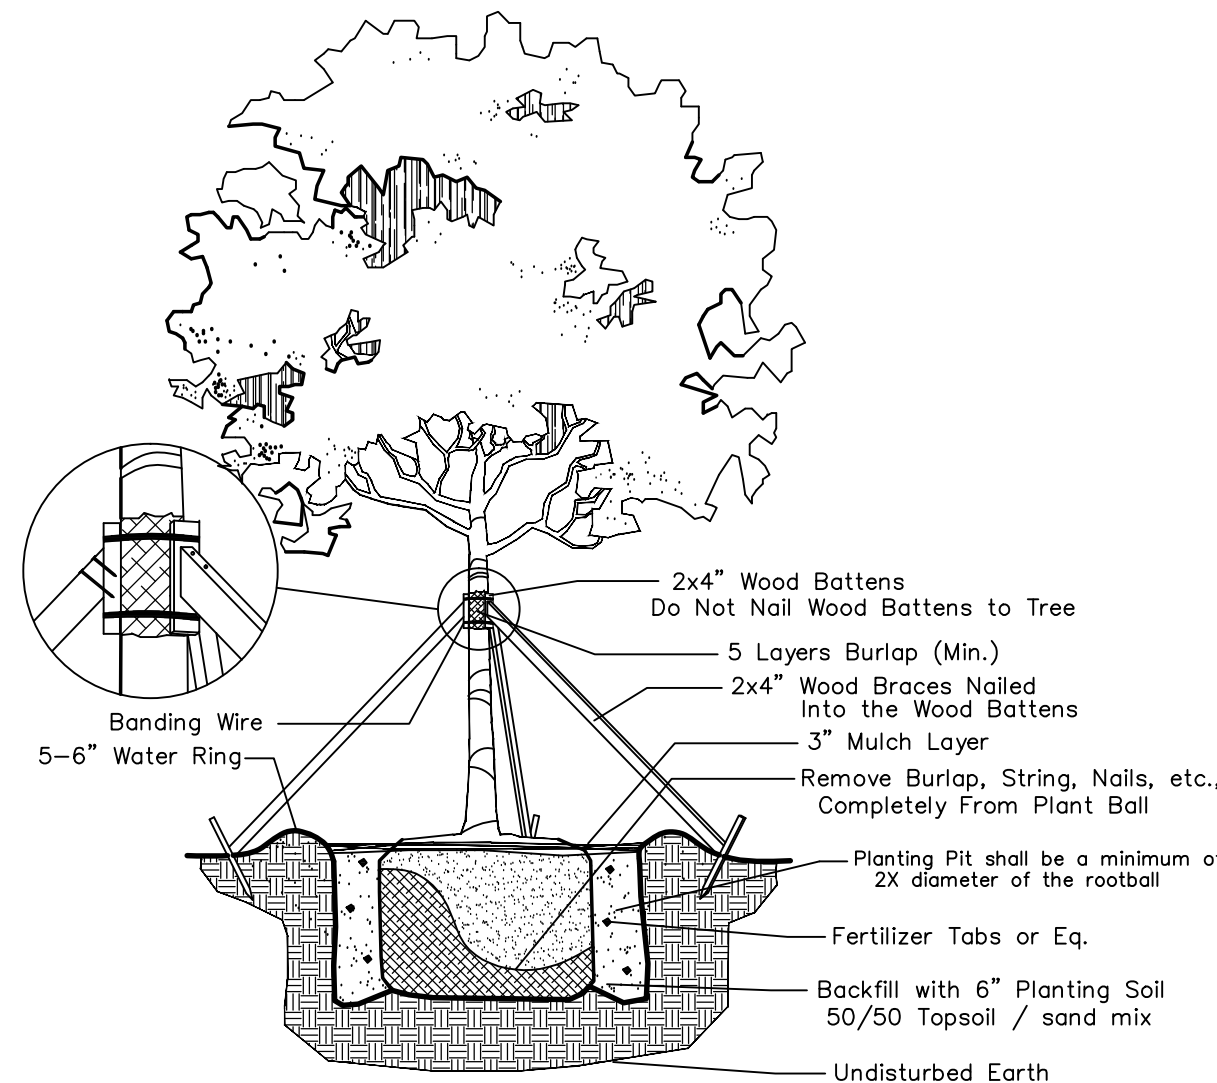 2x4" Wood Battens
Do Not Nail Wood Battens to Tree
5 Layers Burlap (Min.)
2x4" Wood Braces Nailed
Into the Wood Battens
Banding Wire
3" Mulch Layer
5-6" Water Ring
Remove Burlap, String, Nails, etc.,
Completely From Plant Ball
Planting Pit shall be a minimum of
2X diameter of the rootball
Fertilizer Tabs or Eq.
Backfill with 6" Planting Soil
50/50 Topsoil / sand mix
Undisturbed Earth